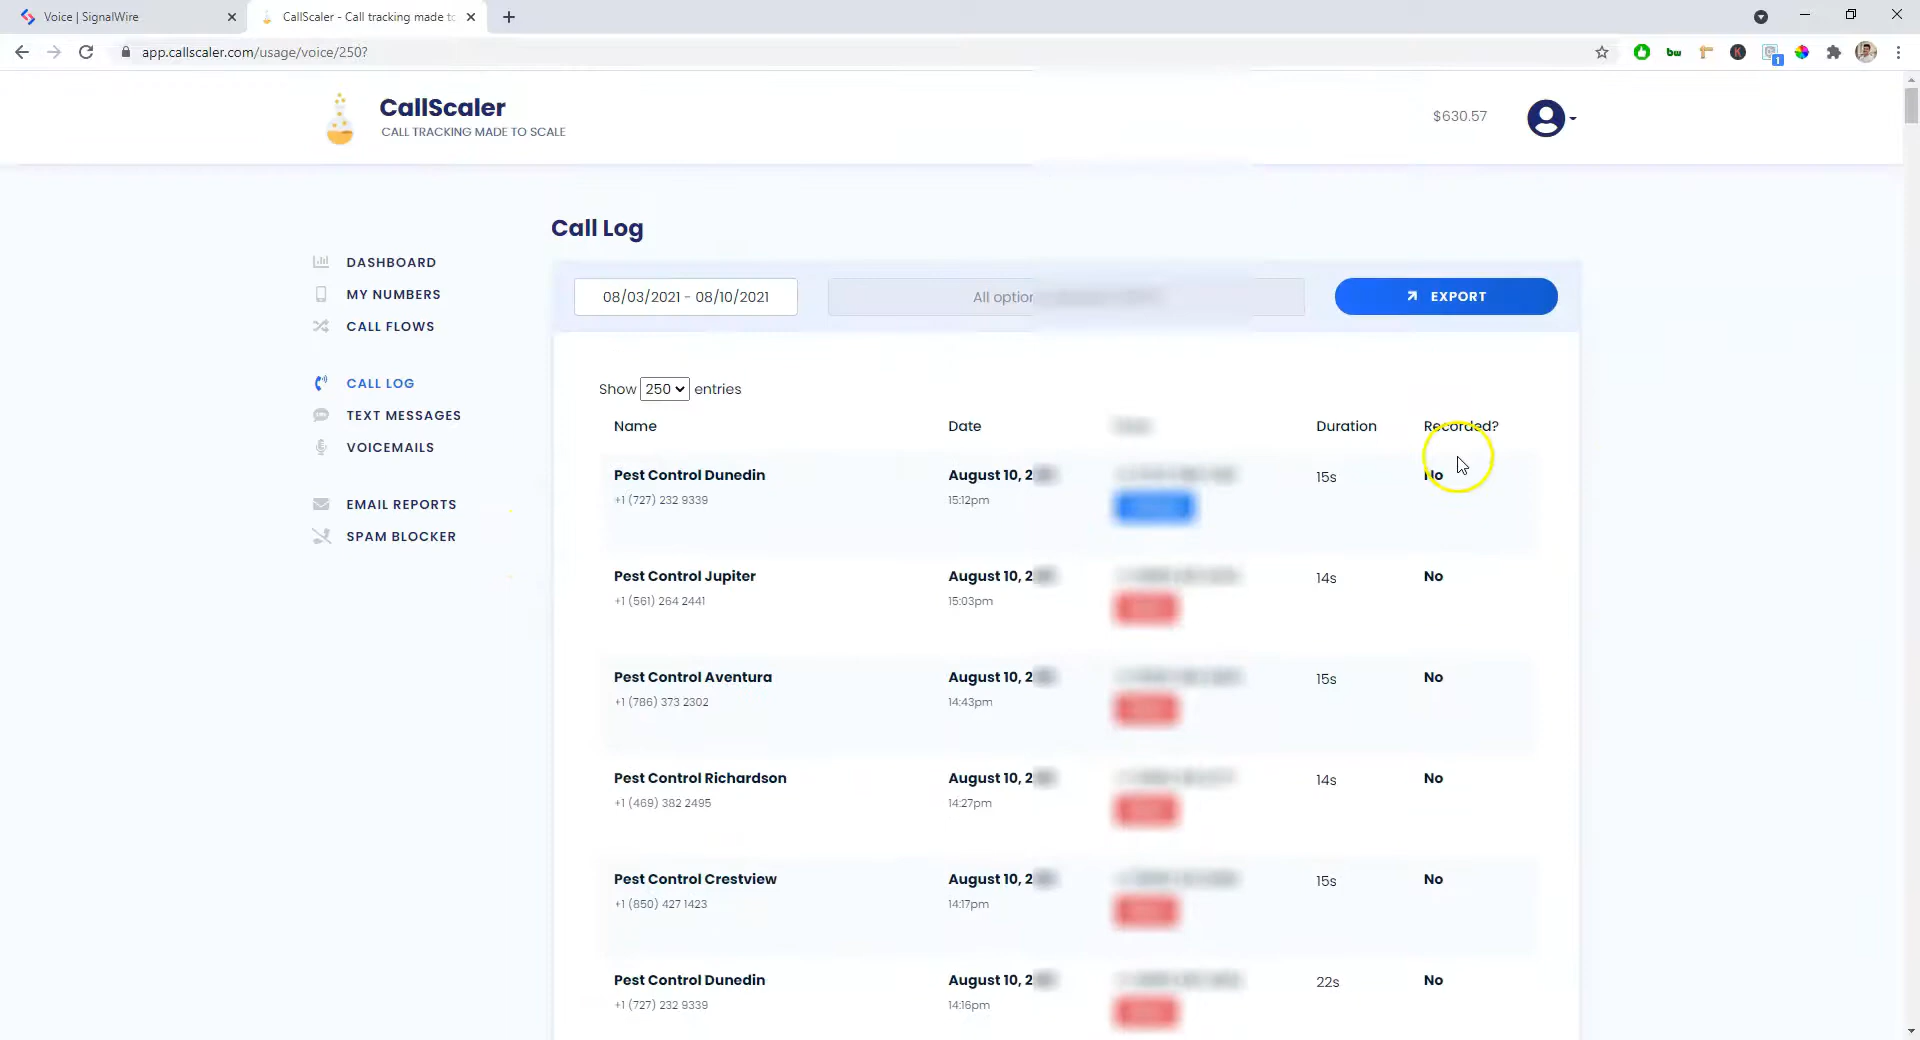 Voice | SignalWire
CallScaler - Call tracking made to
app.callscaler.com/usage/voice/250?
bw
K
1
CallScaler
CALL TRACKING MADE TO SCALE
$630.57
Call Log
DASHBOARD
MY NUMBERS
CALL FLOWS
CALL LOG
TEXT MESSAGES
VOICEMAILS
EMAIL REPORTS
SPAM BLOCKER
08/03/2021 - 08/10/2021
All option
EXPORT
Show 250 entries
Name Date Duration Recorded?
Pest Control Dunedin August 10, 2 15s No
+1 (727) 232 9339 15:12pm
Pest Control Jupiter August 10, 2 14s No
+1 (561) 264 2441 15:03pm
Pest Control Aventura August 10, 2 15s No
+1 (786) 373 2302 14:43pm
Pest Control Richardson August 10, 2 14s No
+1 (469) 382 2495 14:27pm
Pest Control Crestview August 10, 2 15s No
+1 (850) 427 1423 14:17pm
Pest Control Dunedin August 10, 2 22s No
+1 (727) 232 9339 14:16pm